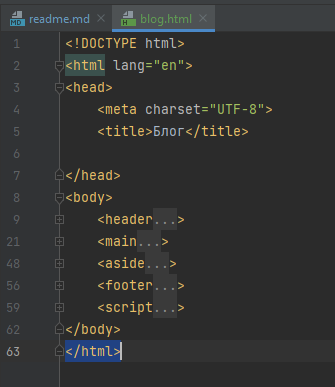 readme.md blog.html
1 <!DOCTYPE html>
2 <html lang="en">
3 <head>
4 <meta charset="UTF-8">
5 <title>Блог</title>
6
7 </head>
8 <body>
9 <header...>
21 <main...>
48 <aside...>
56 <footer...>
59 <script...>
62 </body>
63 </html>